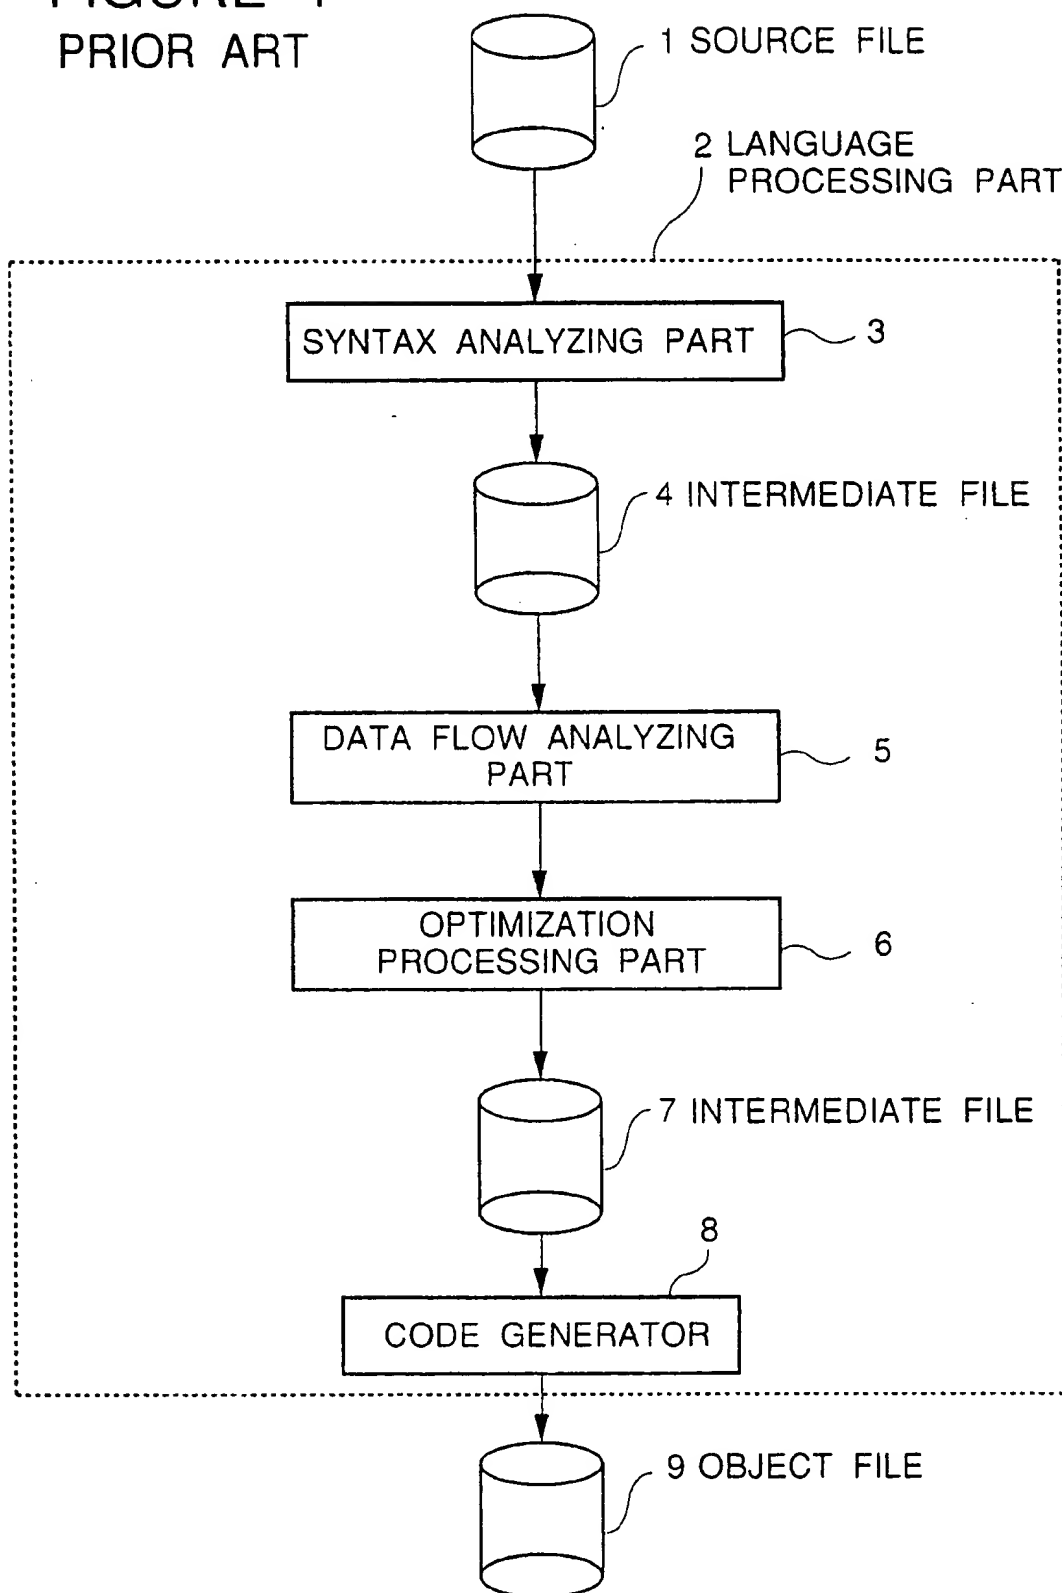 PRIOR ART
1 SOURCE FILE
2 LANGUAGE
PROCESSING PART
SYNTAX ANALYZING PART
3
4 INTERMEDIATE FILE
DATA FLOW ANALYZING
PART
5
OPTIMIZATION
PROCESSING PART
6
7 INTERMEDIATE FILE
8
CODE GENERATOR
9 OBJECT FILE